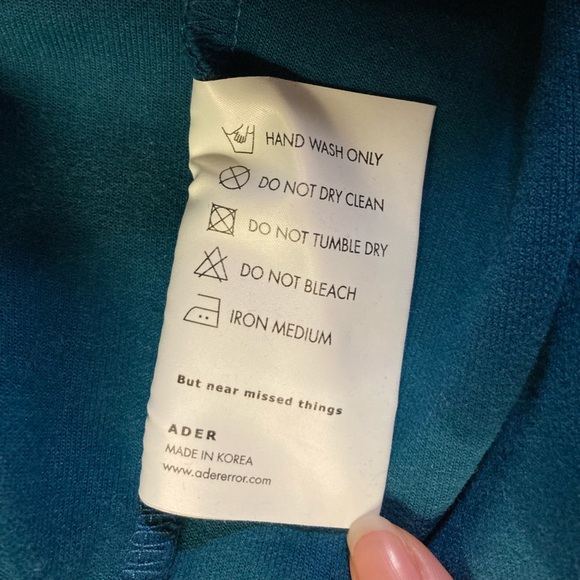 HAND WASH ONLY
DO NOT DRY CLEAN
DO NOT TUMBLE DRY
DO NOT BLEACH
IRON MEDIUM
But near missed things
ADER
MADE IN KOREA
www.adererror.com